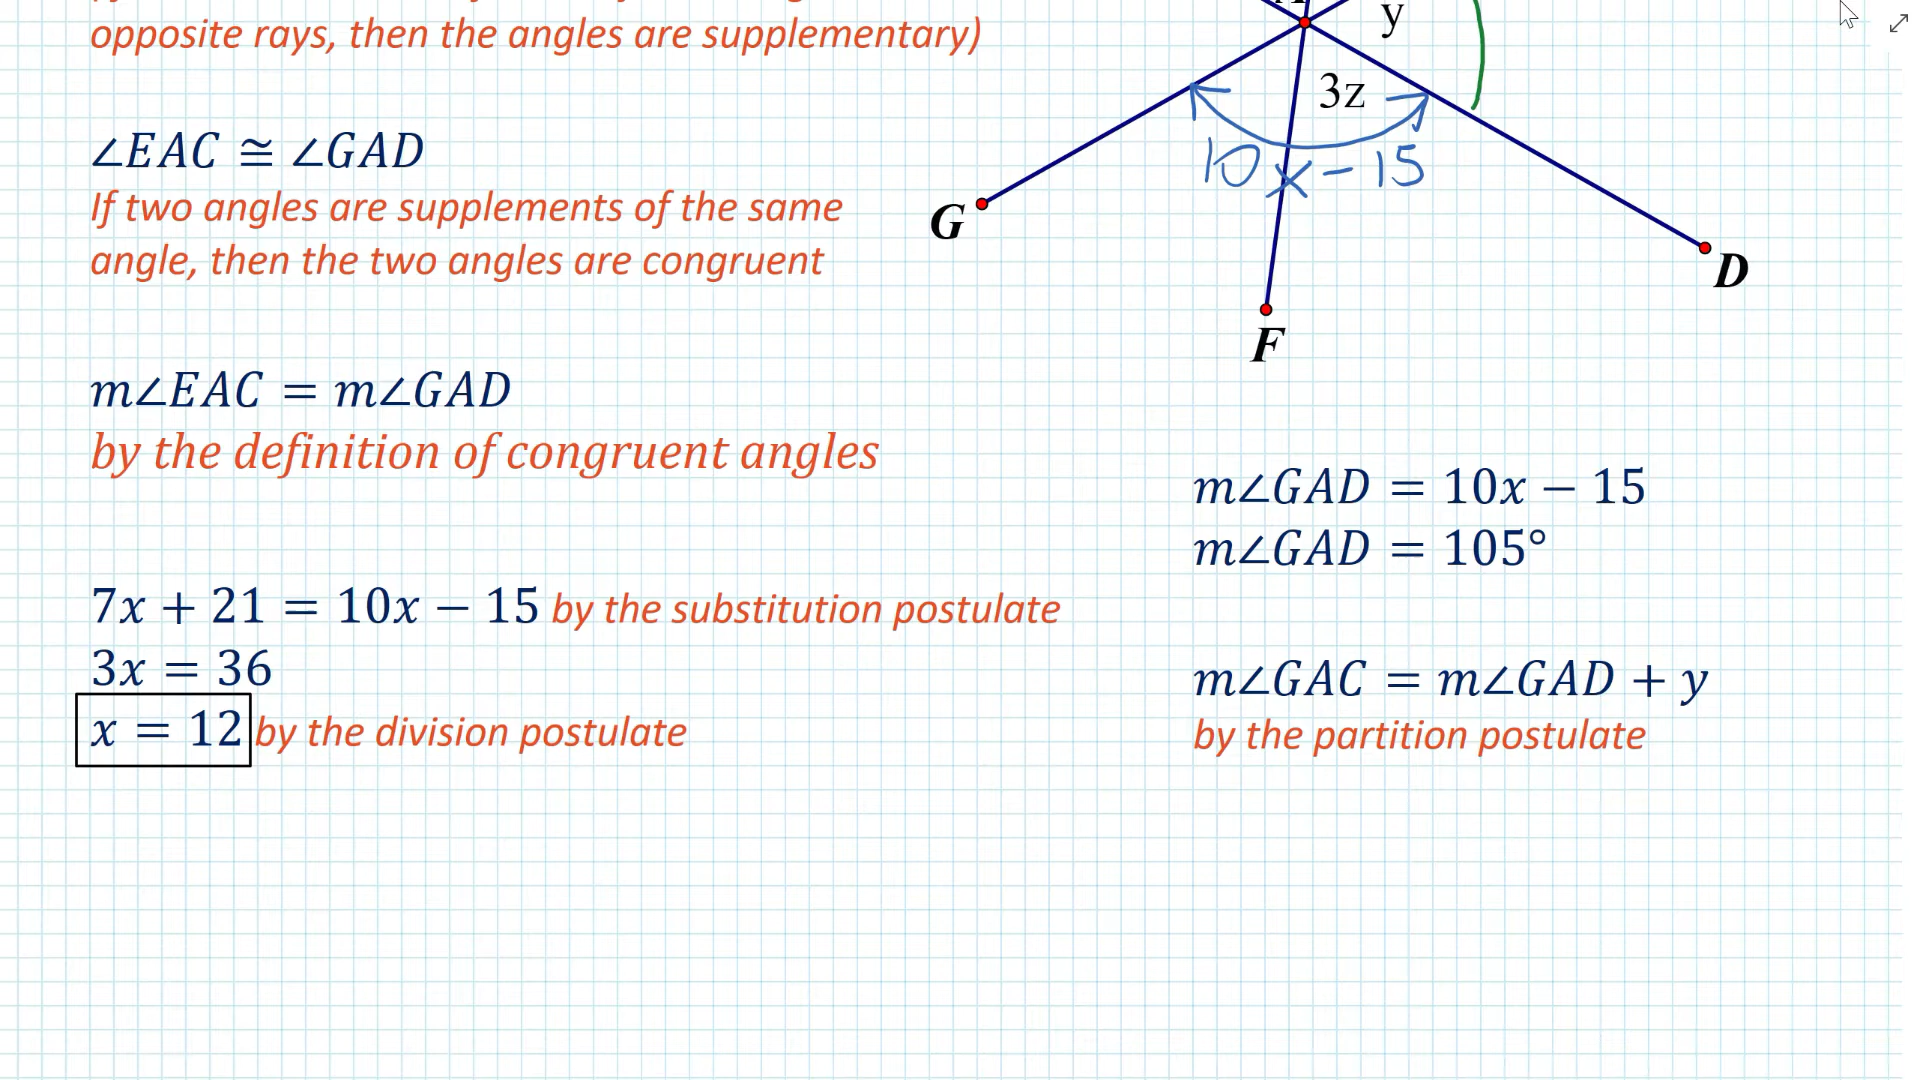 opposite rays, then the angles are supplementary)
∠EAC ≅ ∠GAD
If two angles are supplements of the same
angle, then the two angles are congruent
m∠EAC = m∠GAD
by the definition of congruent angles
7x + 21 = 10x − 15 by the substitution postulate
3x = 36
x = 12 by the division postulate
y
3z
10x − 15
G
D
F
m∠GAD = 10x − 15
m∠GAD = 105°
m∠GAC = m∠GAD + y
by the partition postulate